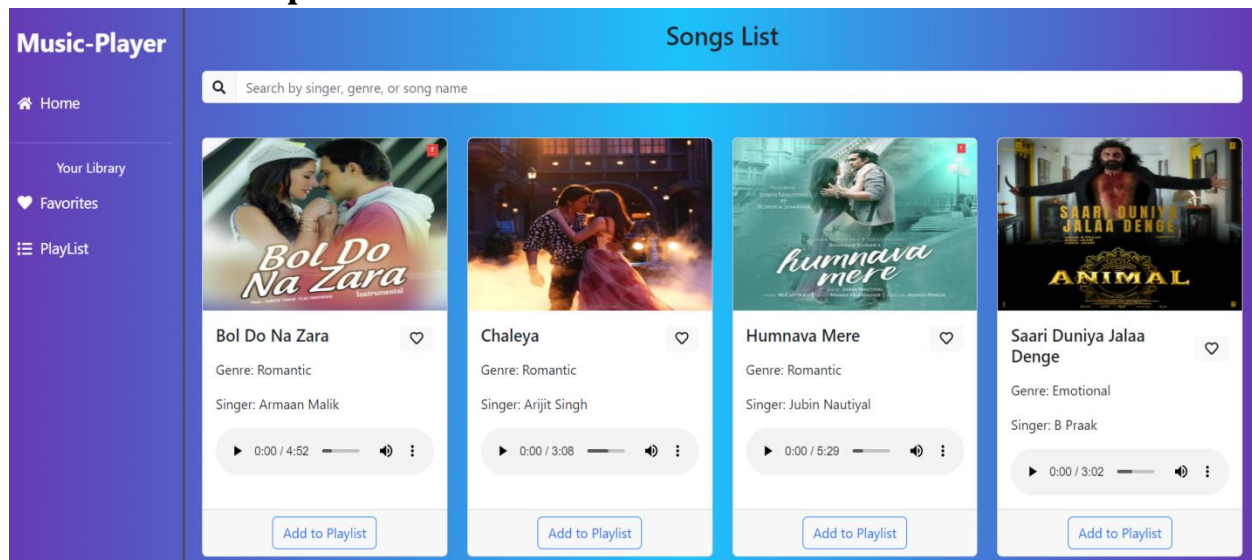 Music-Player
Home
Your Library
Favorites
PlayList
Songs List
Search by singer, genre, or song name
Bol Do
Na Zara
Instrumental
Bol Do Na Zara
Genre: Romantic
Singer: Armaan Malik
0:00 / 4:52
Add to Playlist
Chaleya
Genre: Romantic
Singer: Arijit Singh
0:00 / 3:08
Add to Playlist
humnava
mere
Humnava Mere
Genre: Romantic
Singer: Jubin Nautiyal
0:00 / 5:29
Add to Playlist
SAARI DUNIYA
JALAA DENGE
ANIMAL
Saari Duniya Jalaa
Denge
Genre: Emotional
Singer: B Praak
0:00 / 3:02
Add to Playlist